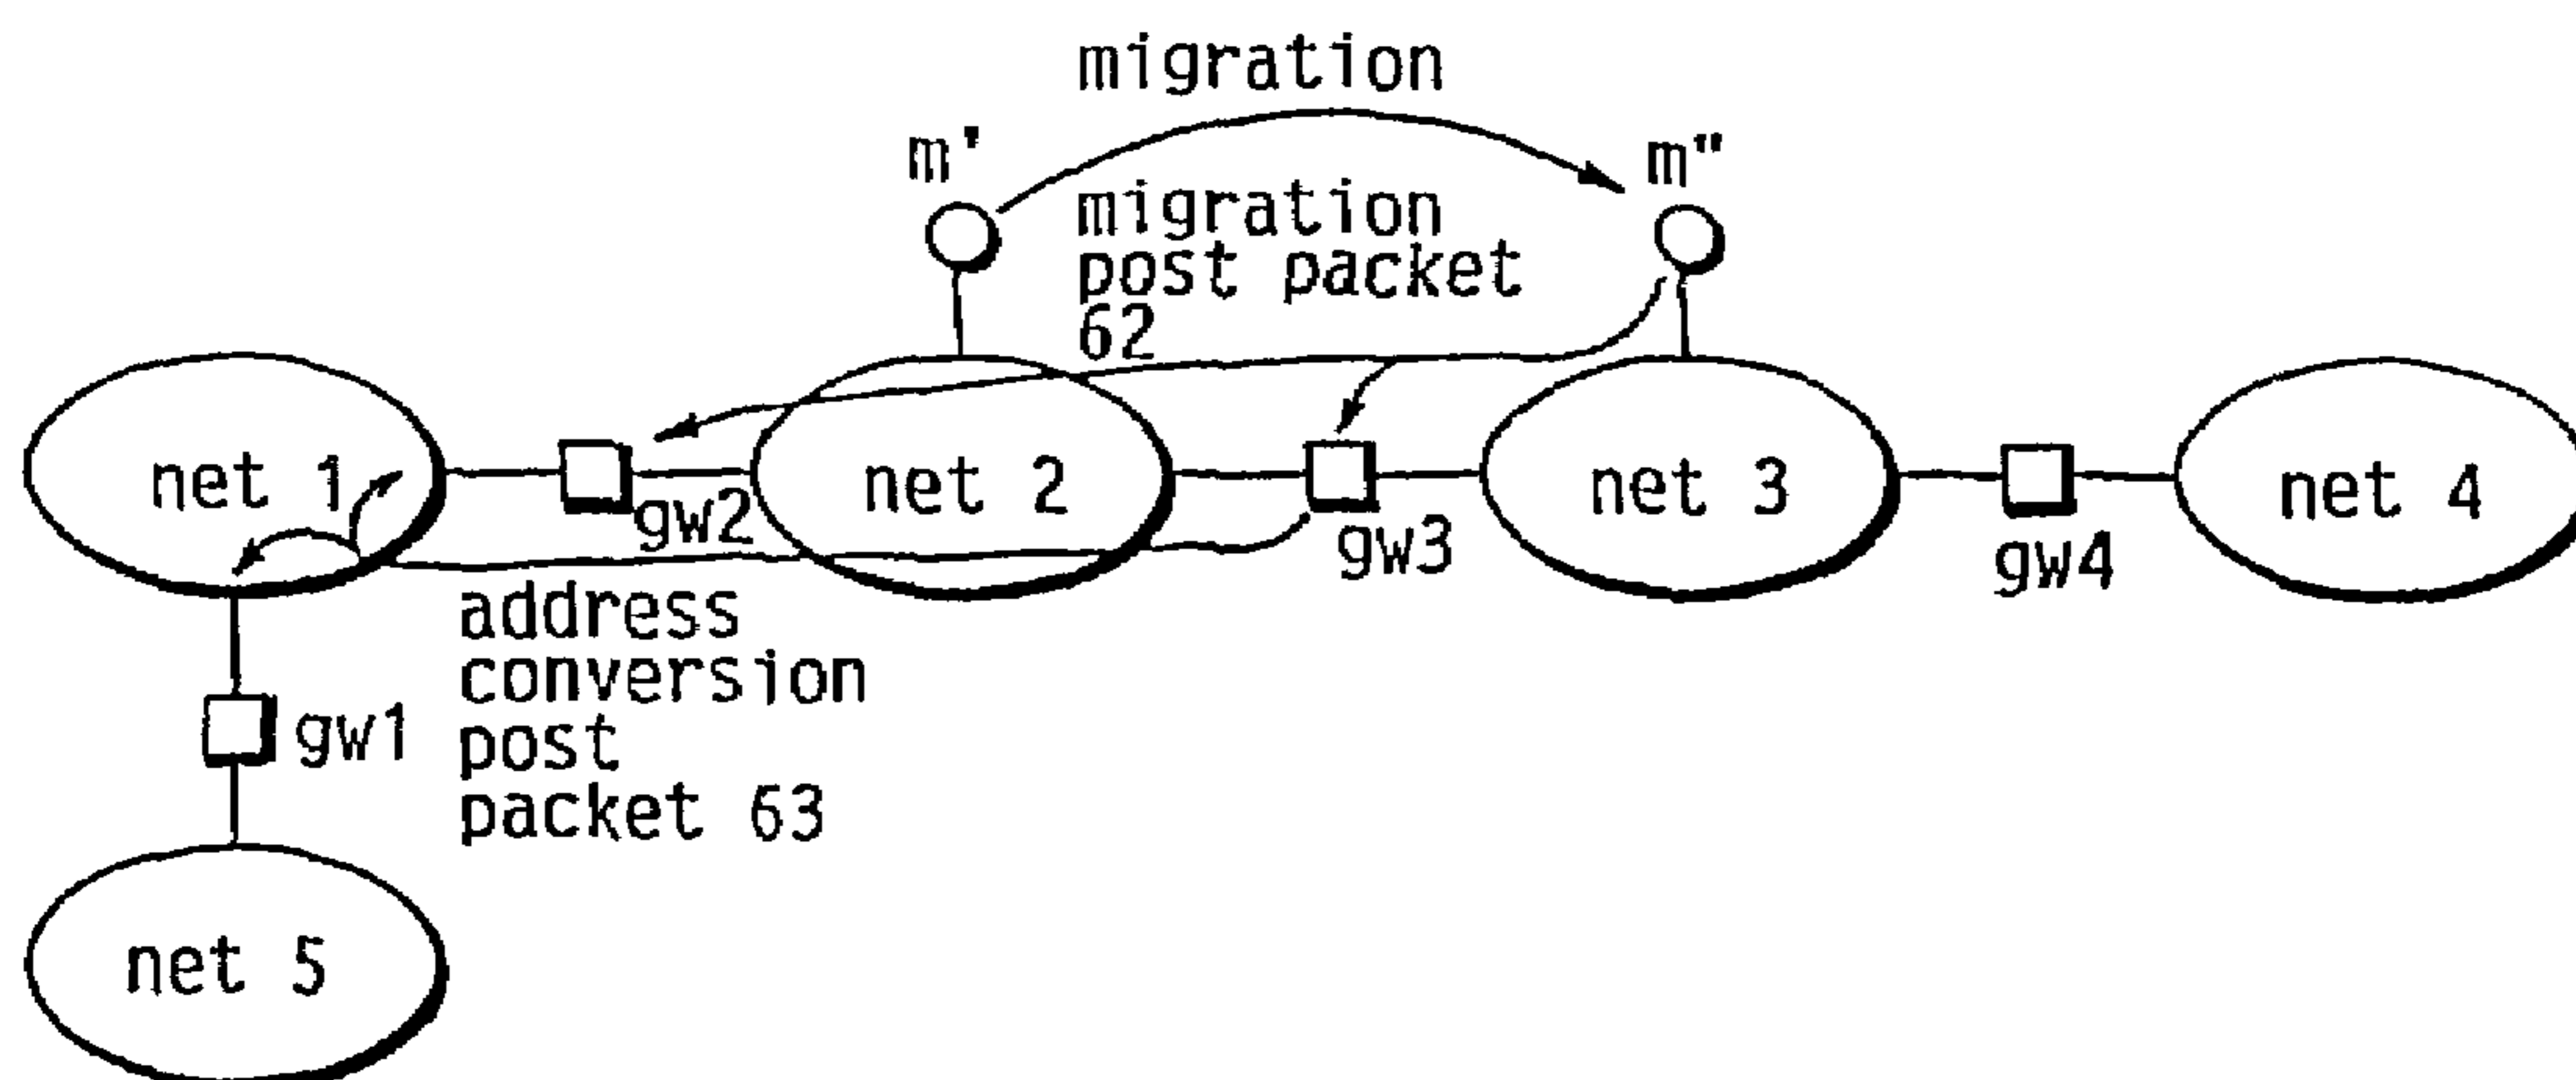 migration
m'
m"
migration
post packet
62
net 1
gw2
net 2
gw3
net 3
gw4
net 4
address
conversion
post
packet 63
gw1
net 5